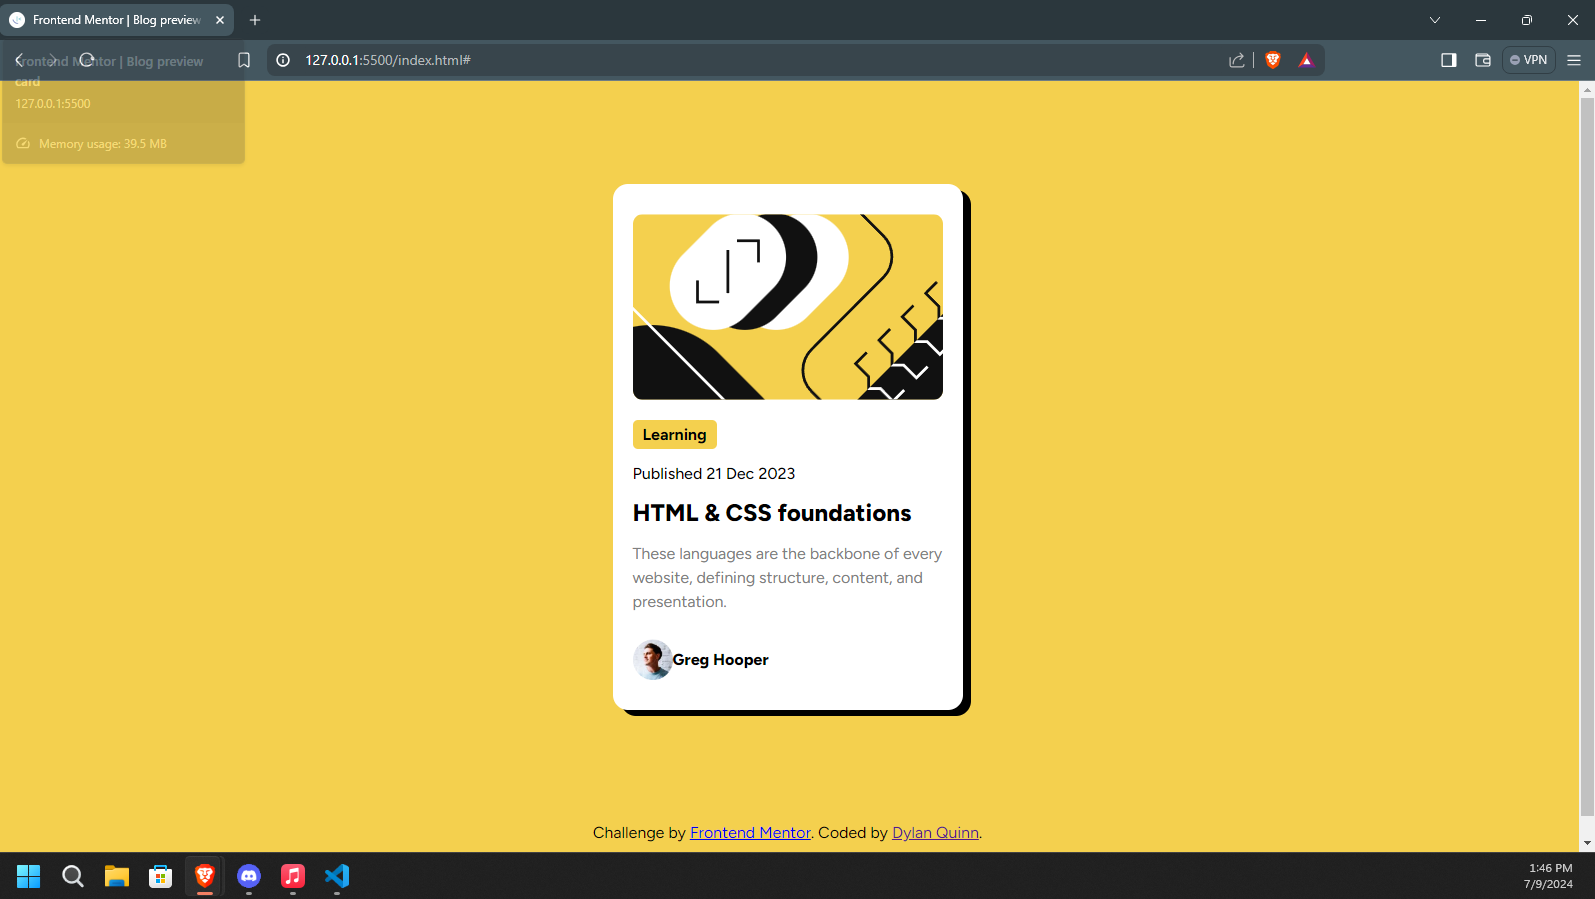 Frontend Mentor | Blog preview
127.0.0.1:5500/index.html#
VPN
Frontend Mentor | Blog preview
card
127.0.0.1:5500
Memory usage: 39.5 MB
Learning
Published 21 Dec 2023
HTML & CSS foundations
These languages are the backbone of every
website, defining structure, content, and
presentation.
Greg Hooper
Challenge by Frontend Mentor. Coded by Dylan Quinn.
1:46 PM
7/9/2024